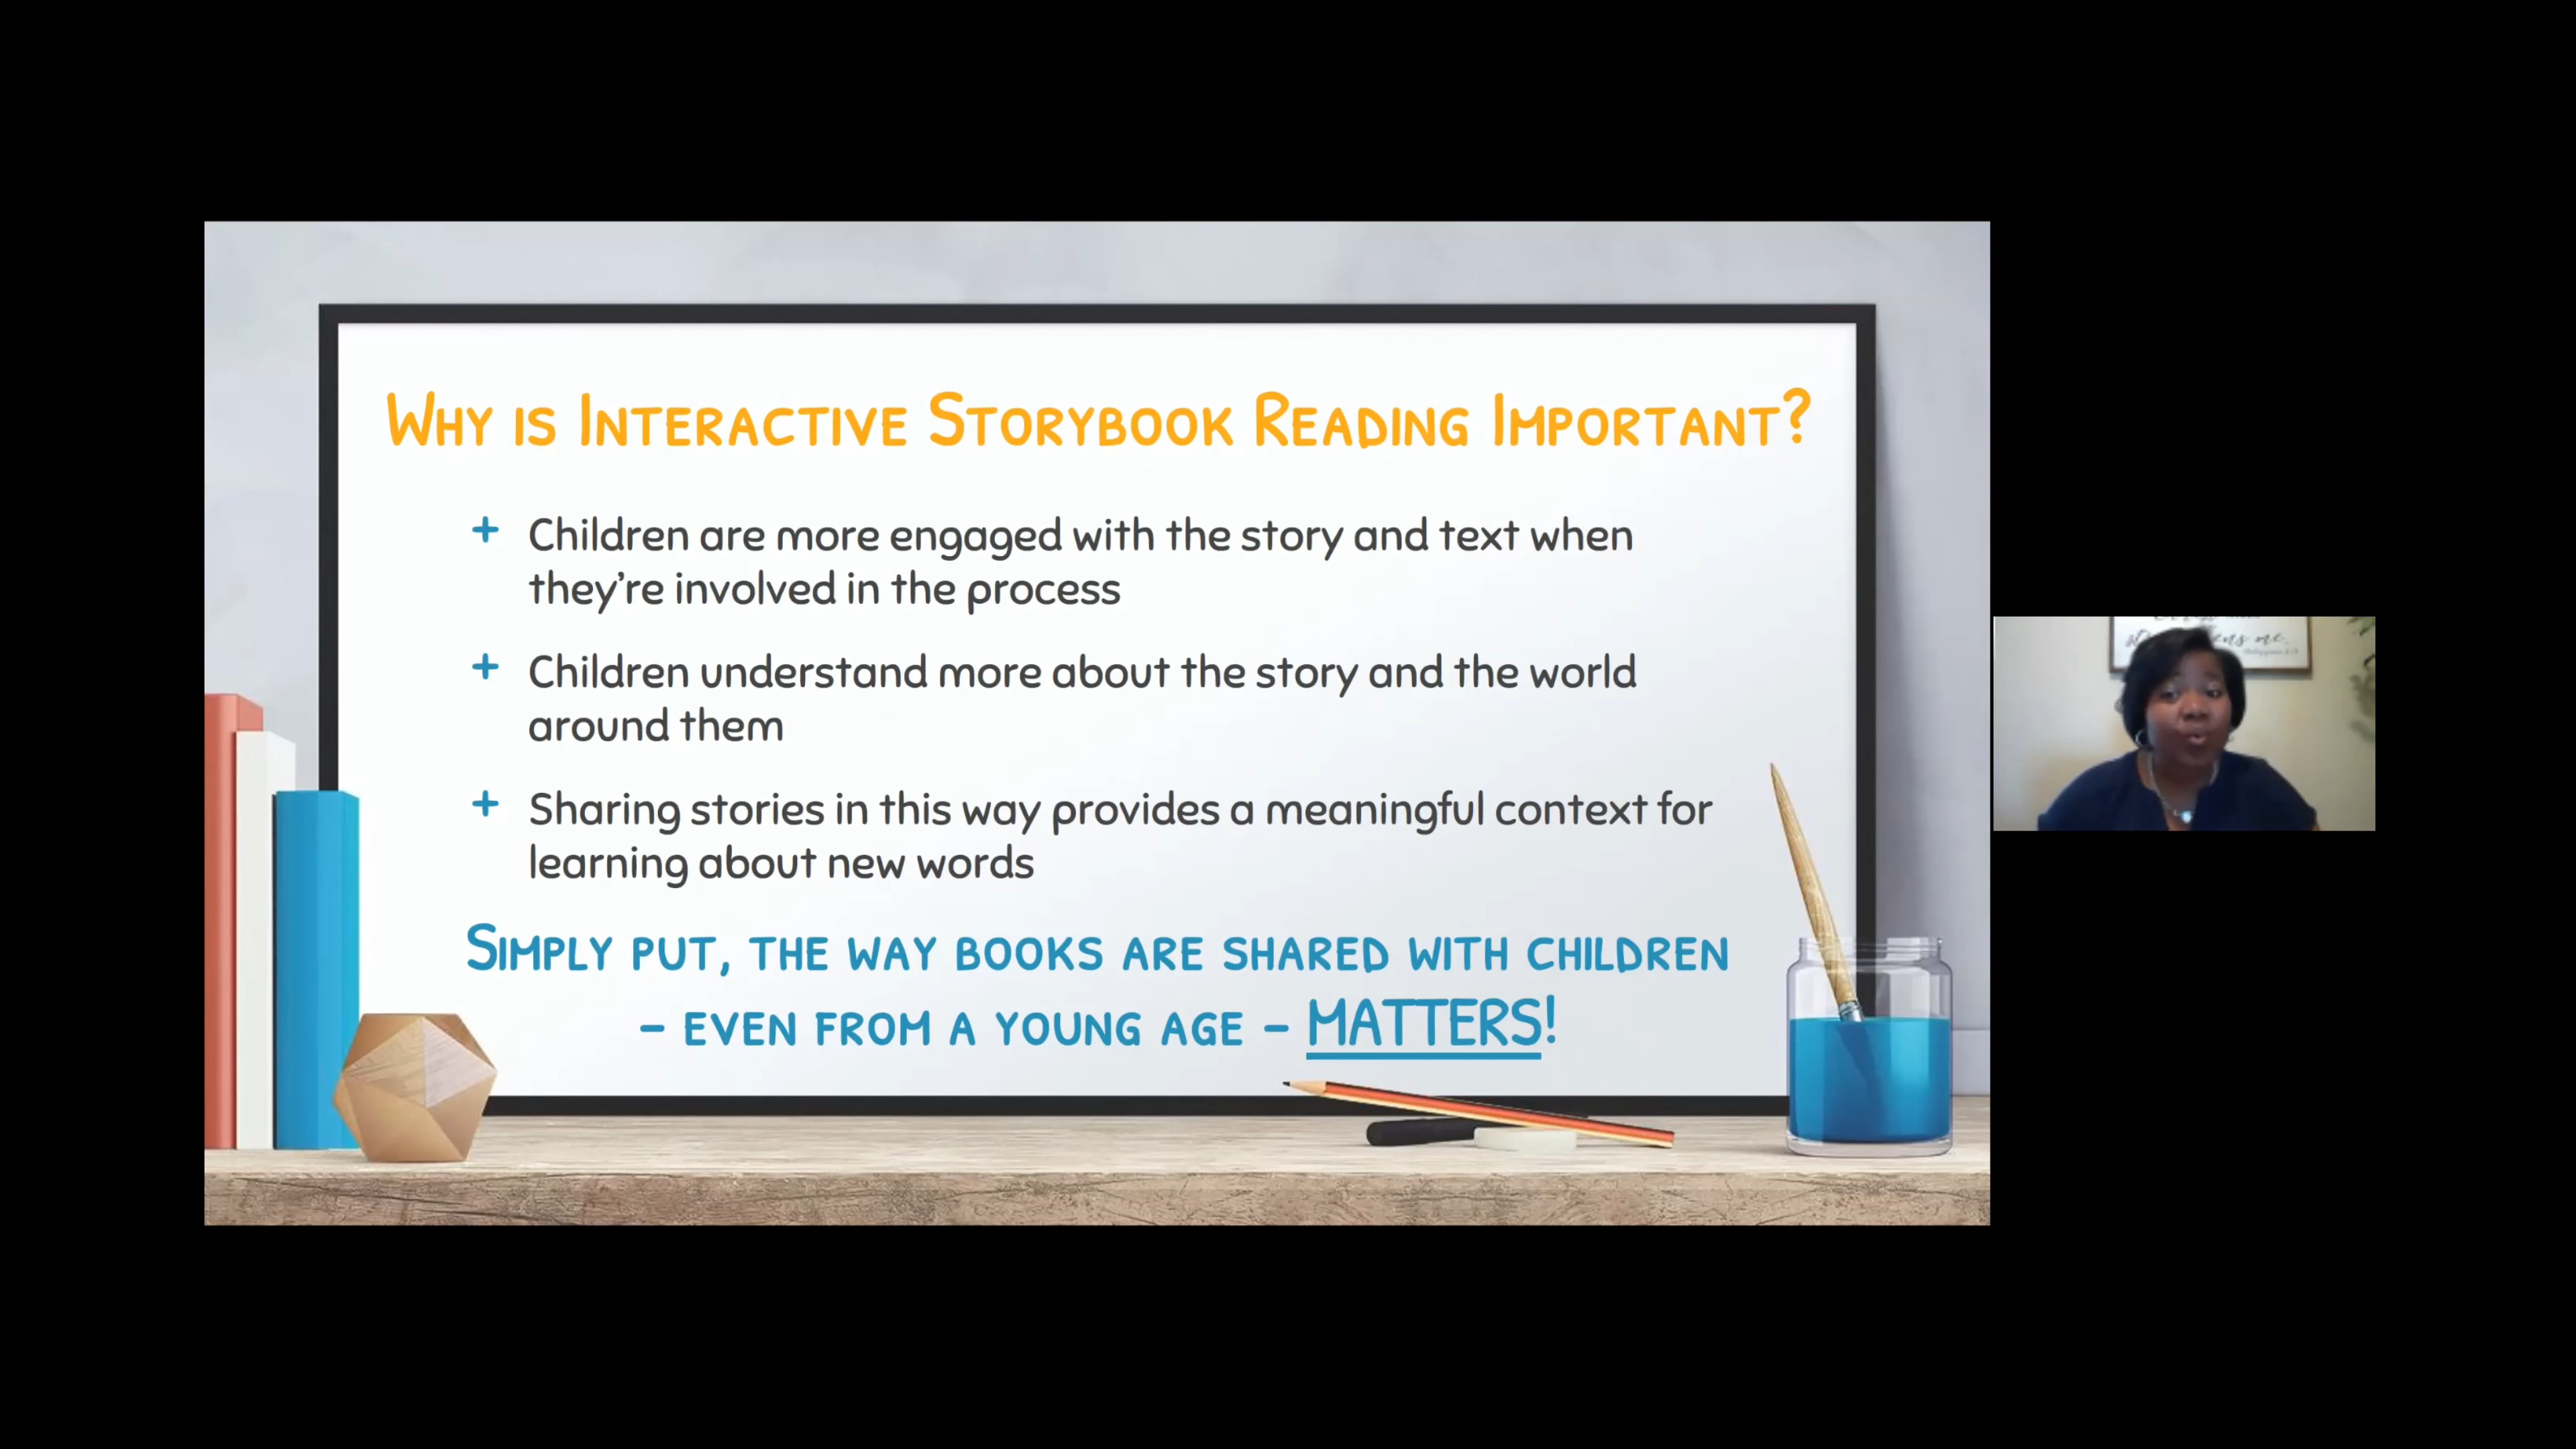 Why is Interactive Storybook Reading Important?
+ Children are more engaged with the story and text when
they're involved in the process
+ Children understand more about the story and the world
around them
+ Sharing stories in this way provides a meaningful context for
learning about new words
Simply put, the way books are shared with children
– even from a young age – MATTERS!
me.